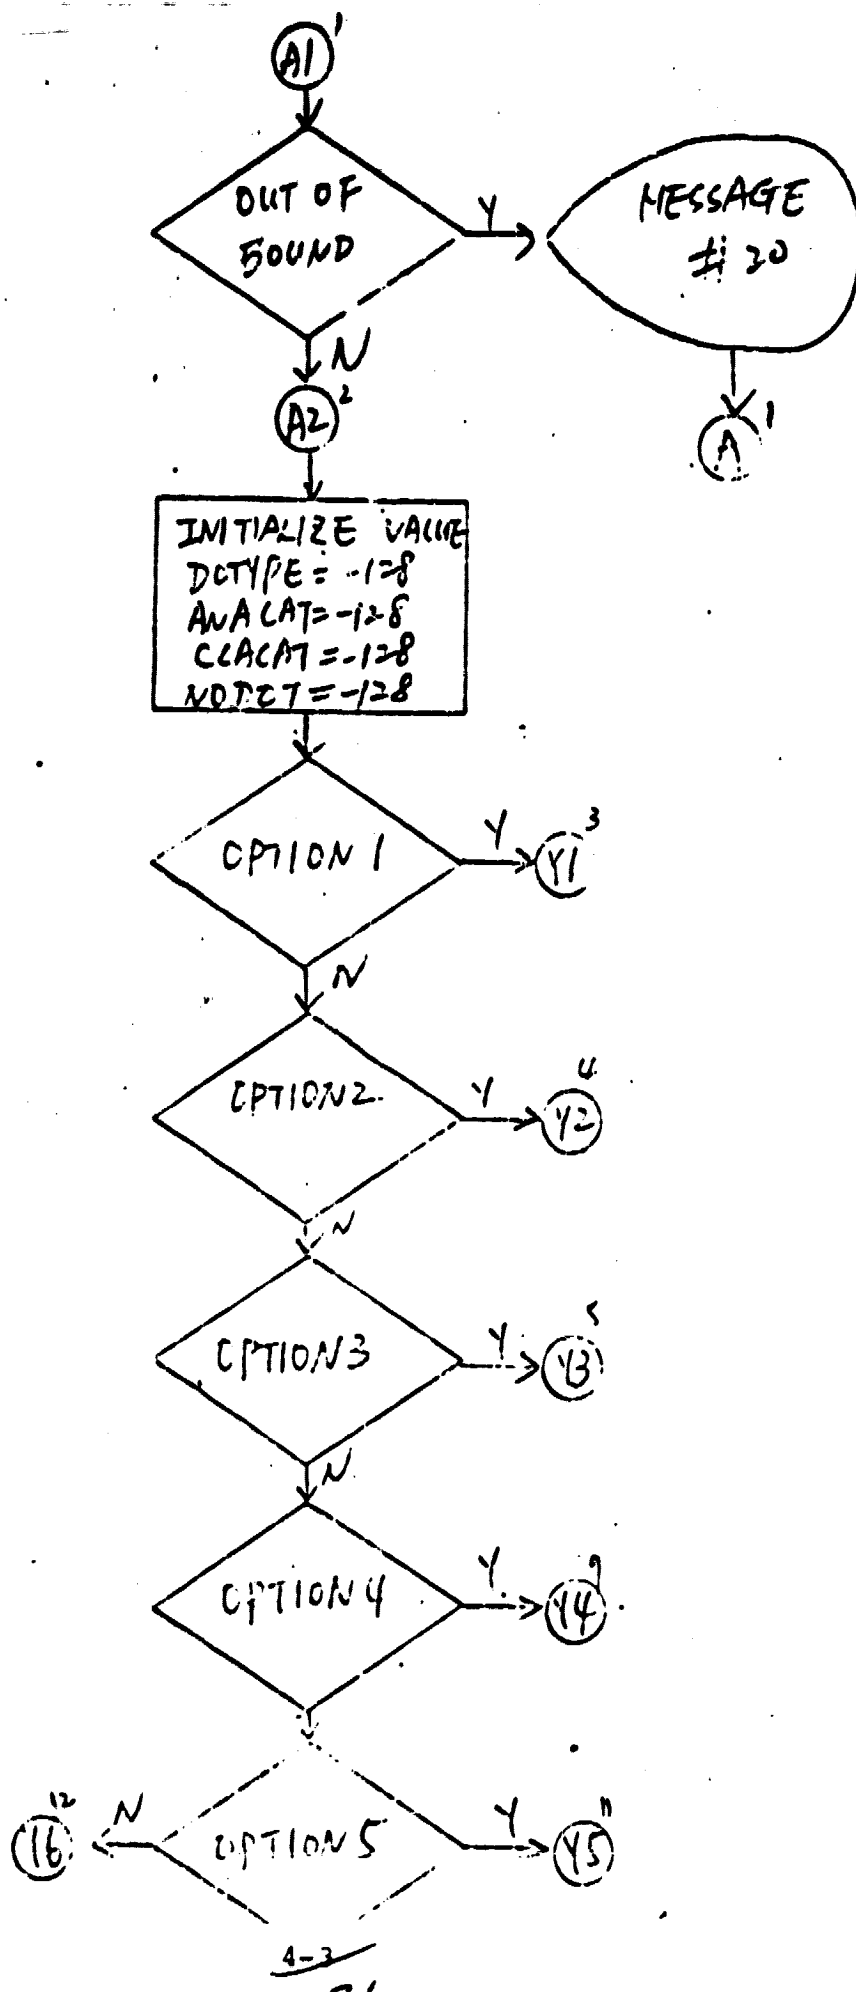 A1 1
OUT OF
BOUND
Y
MESSAGE
# 20
N
A2 2
A 1
INITIALIZE VALUE
DCTYPE = -128
ANACAT = -128
CLACAT = -128
NOTCT = -128
OPTION 1
Y
Y1 3
N
OPTION 2
Y
Y2 4
N
OPTION 3
Y
Y3 5
N
OPTION 4
Y
Y4 9
OPTION 5
N
Y6 12
Y
Y5 11
4-3